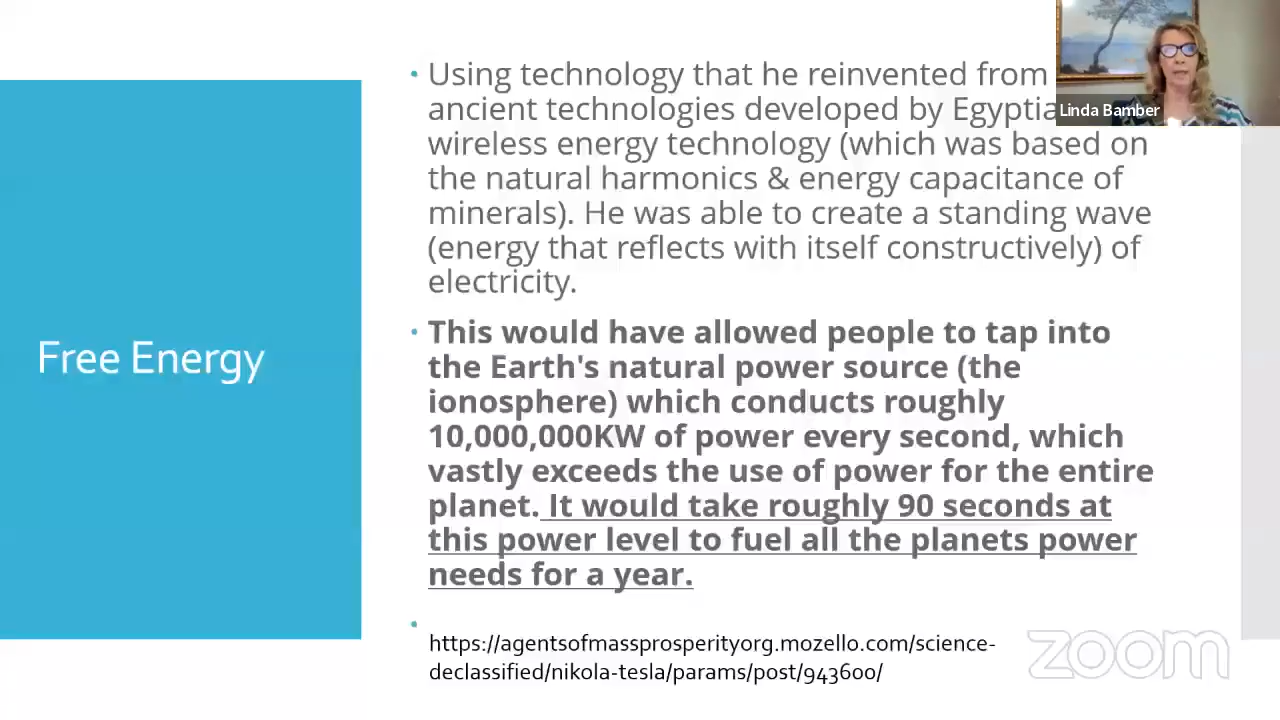 Free Energy
• Using technology that he reinvented from
ancient technologies developed by Egyptia
wireless energy technology (which was based on
the natural harmonics & energy capacitance of
minerals). He was able to create a standing wave
(energy that reflects with itself constructively) of
electricity.
• This would have allowed people to tap into
the Earth's natural power source (the
ionosphere) which conducts roughly
10,000,000KW of power every second, which
vastly exceeds the use of power for the entire
planet. It would take roughly 90 seconds at
this power level to fuel all the planets power
needs for a year.
•
https://agentsofmassprosperityorg.mozello.com/science-
declassified/nikola-tesla/params/post/943600/
Linda Bamber
zoom